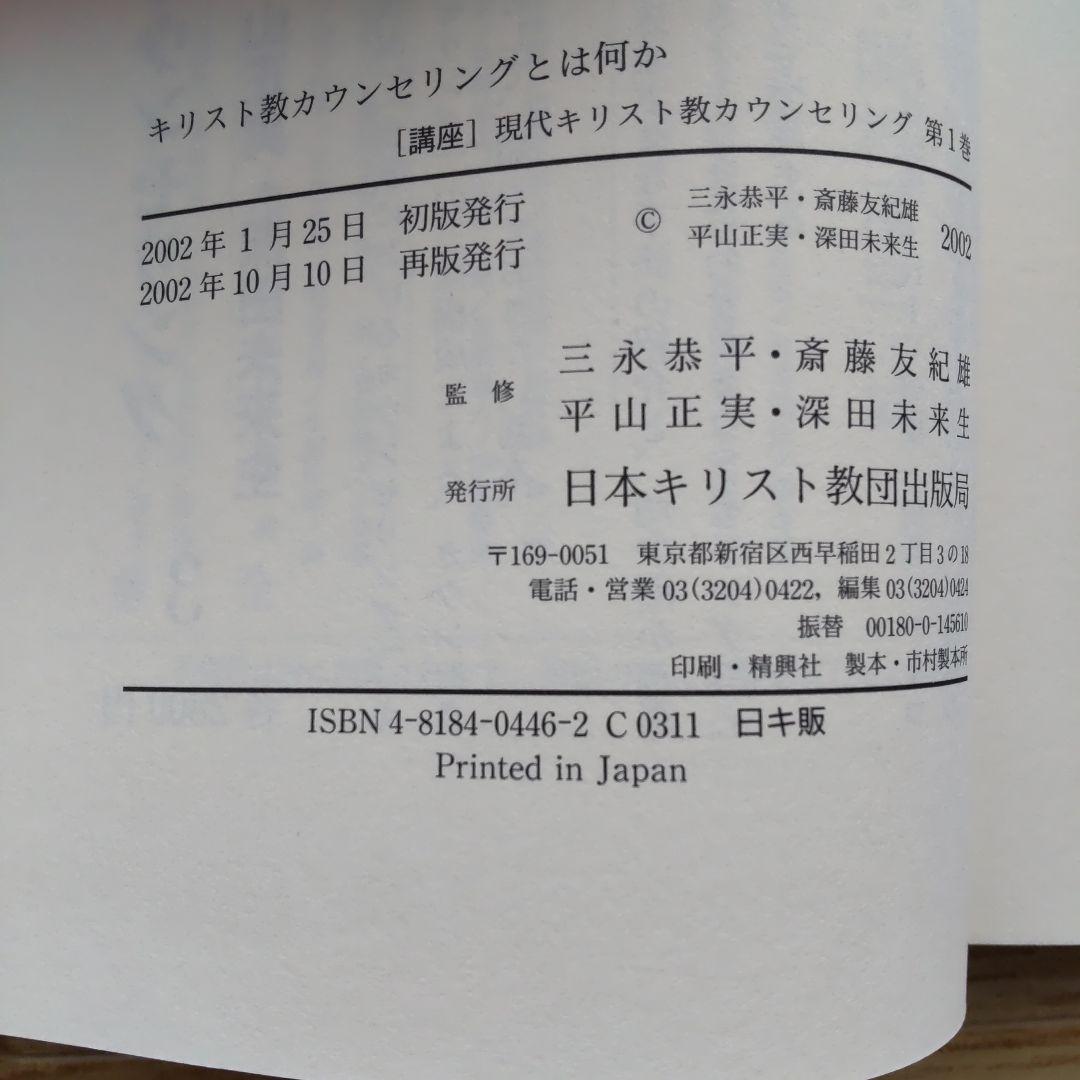 キリスト教カウンセリングとは何か
［講座］現代キリスト教カウンセリング 第1巻
2002年 1 月25日 初版発行
2002年10月10日 再版発行
© 三永恭平・斎藤友紀雄
平山正実・深田未来生 2002
監修 三永恭平・斎藤友紀雄
平山正実・深田未来生
発行所 日本キリスト教団出版局
〒169-0051 東京都新宿区西早稲田2丁目3の18
電話・営業 03(3204)0422，編集 03(3204)0424
振替 00180-0-145610
印刷・精興社 製本・市村製本所
ISBN 4-8184-0446-2 C 0311 日キ販
Printed in Japan